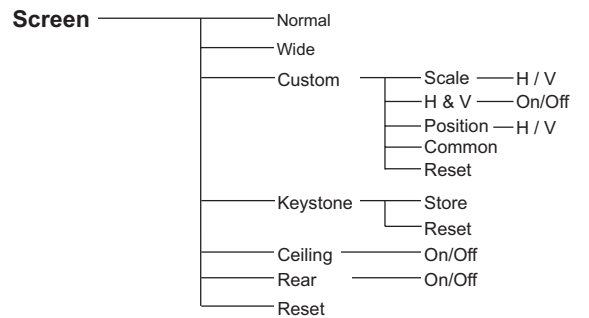 Screen Normal
Wide
Custom Scale H / V
H & V On/Off
Position H / V
Common
Reset
Keystone Store
Reset
Ceiling On/Off
Rear On/Off
Reset